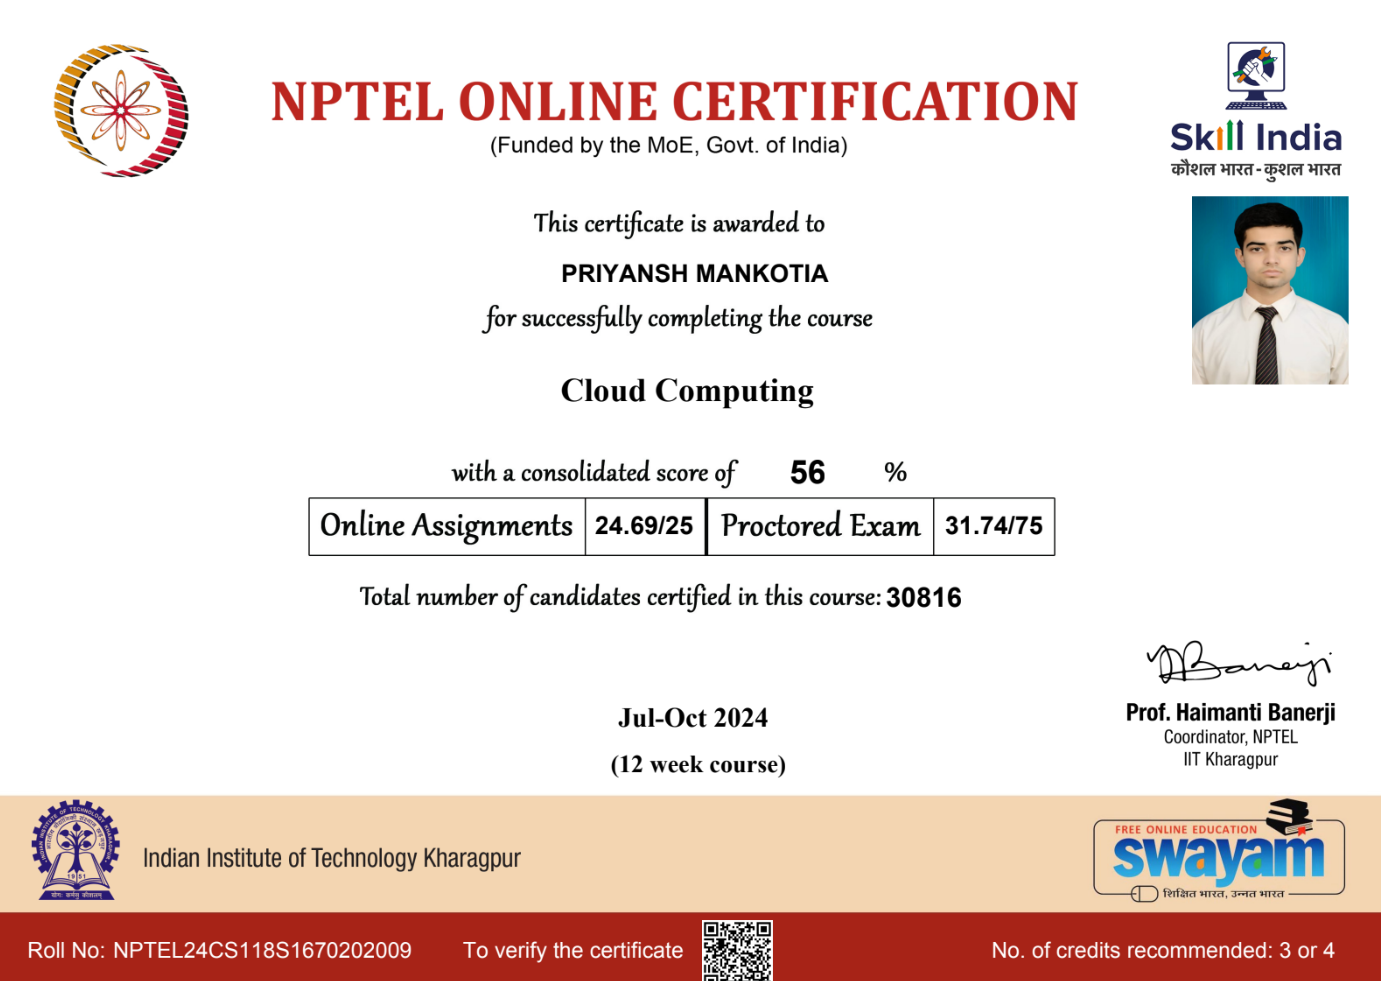 NPTEL ONLINE CERTIFICATION
(Funded by the MoE, Govt. of India)
Skill India
कौशल भारत - कुशल भारत
This certificate is awarded to
PRIYANSH MANKOTIA
for successfully completing the course
Cloud Computing
with a consolidated score of 56 %
Online Assignments 24.69/25 Proctored Exam 31.74/75
Total number of candidates certified in this course: 30816
Jul-Oct 2024
(12 week course)
Prof. Haimanti Banerji
Coordinator, NPTEL
IIT Kharagpur
1951
Indian Institute of Technology Kharagpur
FREE ONLINE EDUCATION
swayam
शिक्षित भारत, उन्नत भारत
Roll No: NPTEL24CS118S1670202009
To verify the certificate
No. of credits recommended: 3 or 4